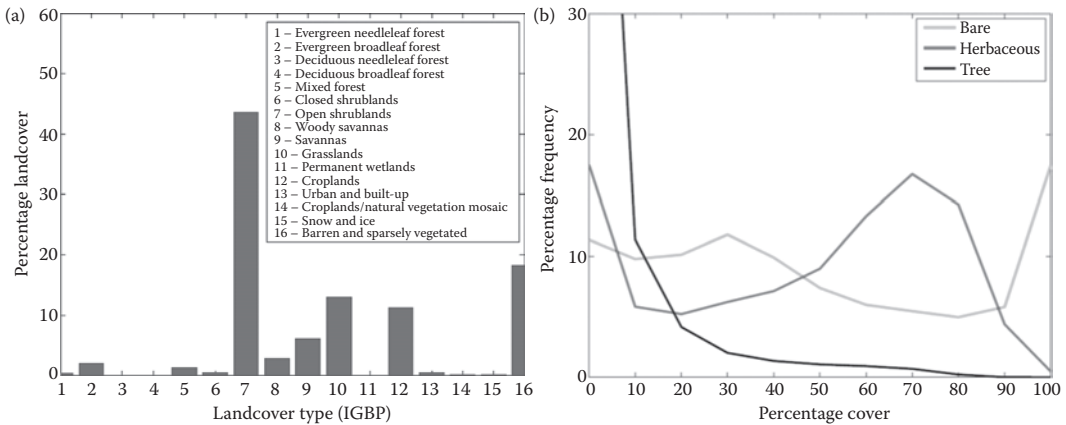 (a)
60
50
40
30
20
10
0
Percentage landcover
1 – Evergreen needleleaf forest
2 – Evergreen broadleaf forest
3 – Deciduous needleleaf forest
4 – Deciduous broadleaf forest
5 – Mixed forest
6 – Closed shrublands
7 – Open shrublands
8 – Woody savannas
9 – Savannas
10 – Grasslands
11 – Permanent wetlands
12 – Croplands
13 – Urban and built-up
14 – Croplands/natural vegetation mosaic
15 – Snow and ice
16 – Barren and sparsely vegetated
1 2 3 4 5 6 7 8 9 10 11 12 13 14 15 16
Landcover type (IGBP)
(b)
30
20
10
0
Percentage frequency
Bare
Herbaceous
Tree
0 10 20 30 40 50 60 70 80 90 100
Percentage cover